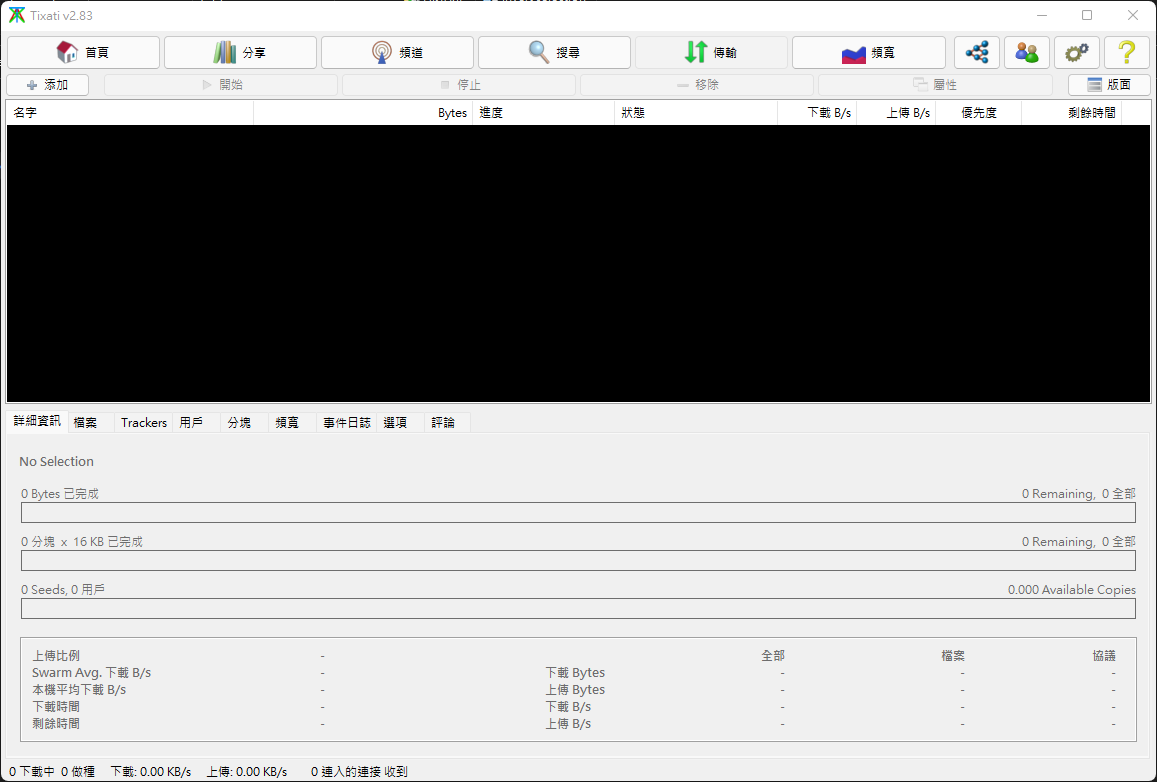 Tixati v2.83
首頁 分享 頻道 搜尋 傳輸 頻寬
添加 開始 停止 移除 屬性 版面
名字 Bytes 進度 狀態 下載 B/s 上傳 B/s 優先度 剩餘時間
詳細資訊 檔案 Trackers 用戶 分塊 頻寬 事件日誌 選項 評論
No Selection
0 Bytes 已完成 0 Remaining, 0 全部
0 分塊 x 16 KB 已完成 0 Remaining, 0 全部
0 Seeds, 0 用戶 0.000 Available Copies
上傳比例 - 全部 檔案 協議
Swarm Avg. 下載 B/s - 下載 Bytes - - -
本機平均下載 B/s - 上傳 Bytes - - -
下載時間 - 下載 B/s - - -
剩餘時間 - 上傳 B/s - - -
0 下載中 0 做種 下載: 0.00 KB/s 上傳: 0.00 KB/s 0 連入的連接 收到